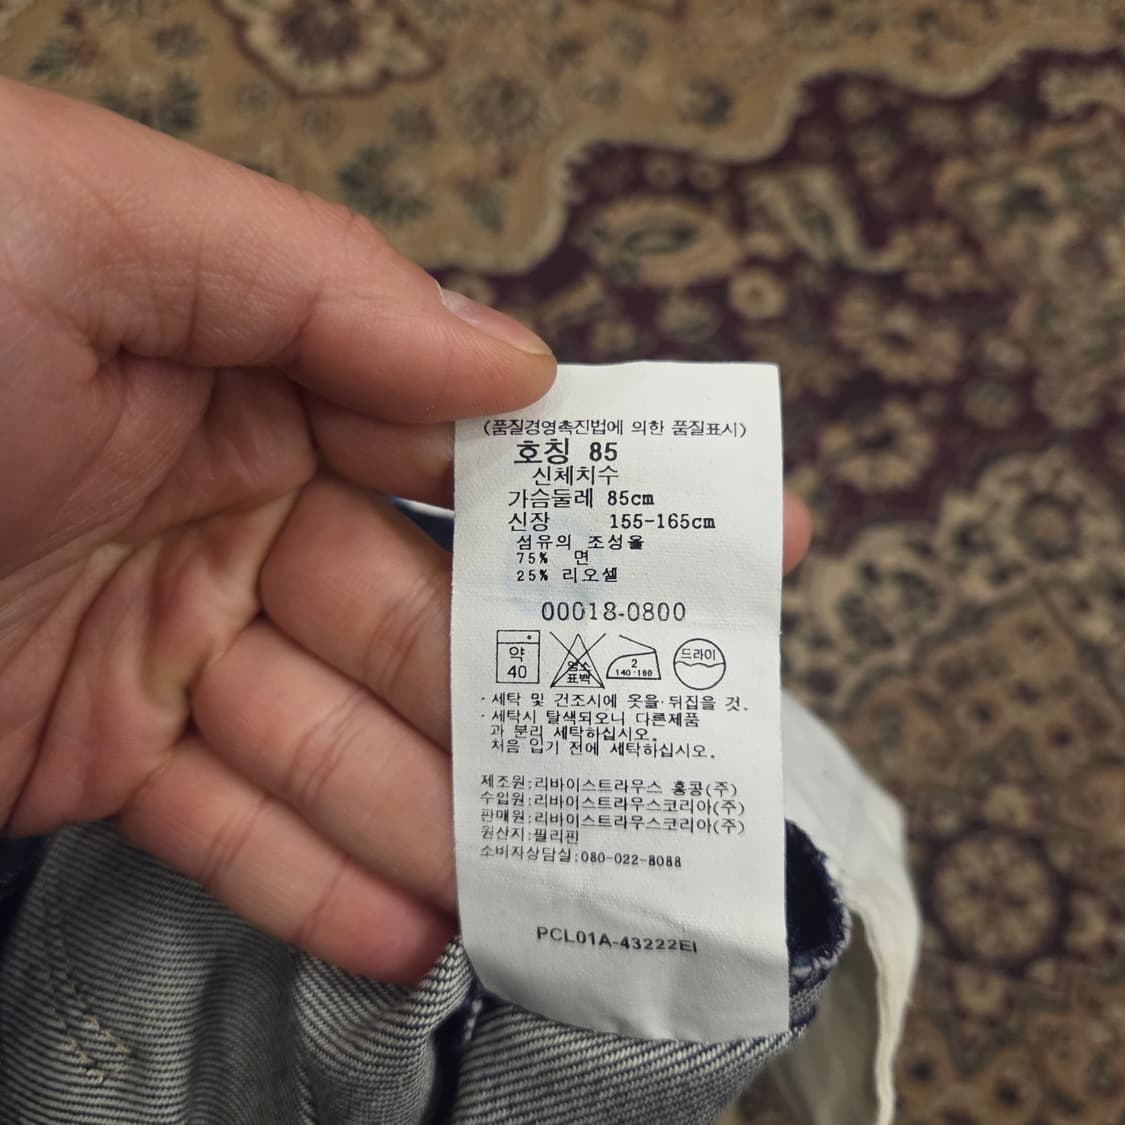 (품질경영촉진법에 의한 품질표시)
호칭 85
신체치수
가슴둘레 85cm
신장 155-165cm
섬유의 조성율
75% 면
25% 리오셀
00018-0800
약 40
염소 표백
2 140-160
드라이
·세탁 및 건조시에 옷을 뒤집을 것.
·세탁시 탈색되오니 다른제품
과 분리 세탁하십시오.
처음 입기 전에 세탁하십시오.
제조원:리바이스트라우스 홍콩(주)
수입원:리바이스트라우스코리아(주)
판매원:리바이스트라우스코리아(주)
원산지:필리핀
소비자상담실:080-022-8088
PCL01A-43222EI